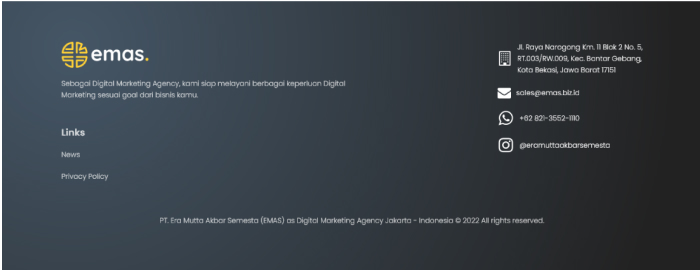 emas.
Sebagai Digital Marketing Agency, kami siap melayani berbagai keperluan Digital
Marketing sesuai goal dari bisnis kamu.
Links
News
Privacy Policy
Jl. Raya Narogong Km. 11 Blok 2 No. 5,
RT.003/RW.009, Kec. Bantar Gebang,
Kota Bekasi, Jawa Barat 17151
sales@emas.biz.id
+62 821-3552-1110
@eramuttaakbarsemesta
PT. Era Mutta Akbar Semesta (EMAS) as Digital Marketing Agency Jakarta - Indonesia © 2022 All rights reserved.